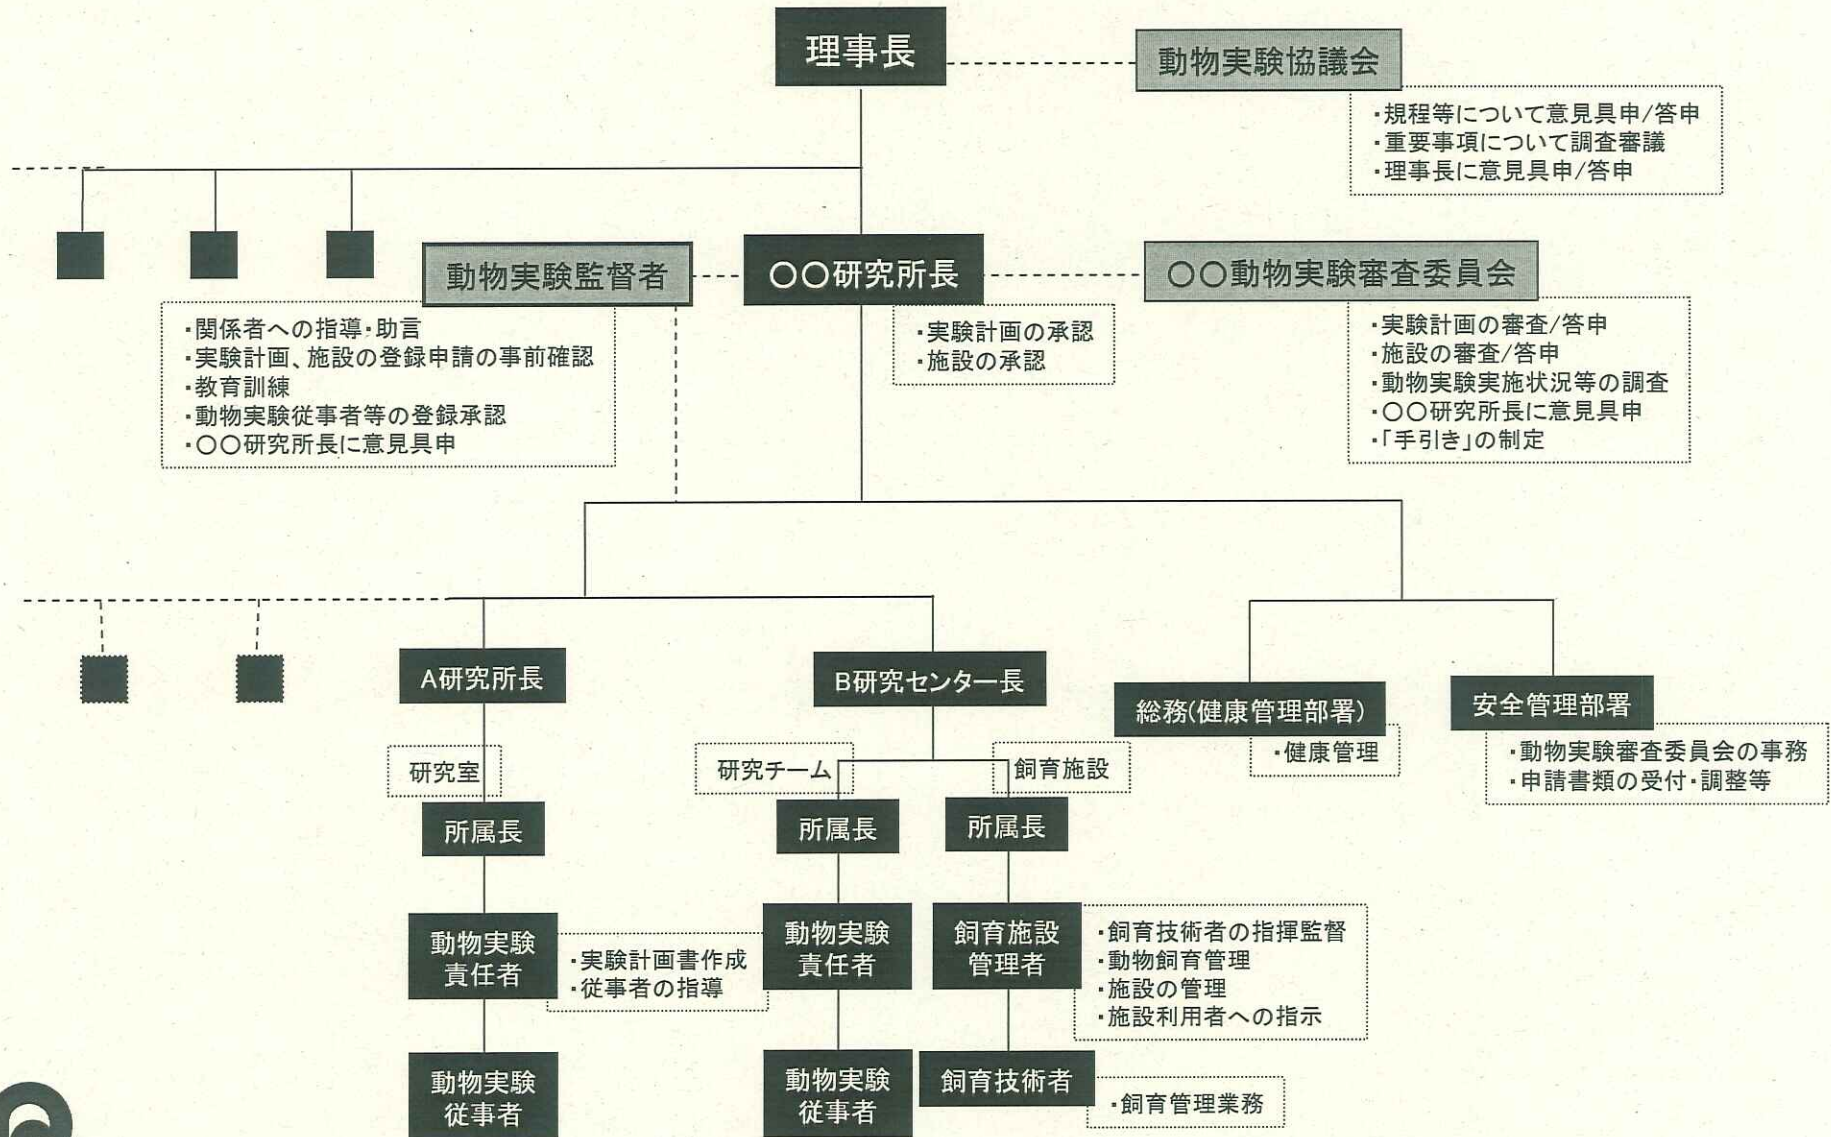 理事長
動物実験協議会
・規程等について意見具申/答申
・重要事項について調査審議
・理事長に意見具申/答申
動物実験監督者
〇〇研究所長
〇〇動物実験審査委員会
・関係者への指導・助言
・実験計画、施設の登録申請の事前確認
・教育訓練
・動物実験従事者等の登録承認
・〇〇研究所長に意見具申
・実験計画の承認
・施設の承認
・実験計画の審査/答申
・施設の審査/答申
・動物実験実施状況等の調査
・〇〇研究所長に意見具申
・「手引き」の制定
A研究所長
B研究センター長
総務(健康管理部署)
安全管理部署
・健康管理
・動物実験審査委員会の事務
・申請書類の受付・調整等
研究室
研究チーム
飼育施設
所属長
所属長
所属長
動物実験
責任者
・実験計画書作成
・従事者の指導
動物実験
責任者
飼育施設
管理者
・飼育技術者の指揮監督
・動物飼育管理
・施設の管理
・施設利用者への指示
動物実験
従事者
動物実験
従事者
飼育技術者
・飼育管理業務